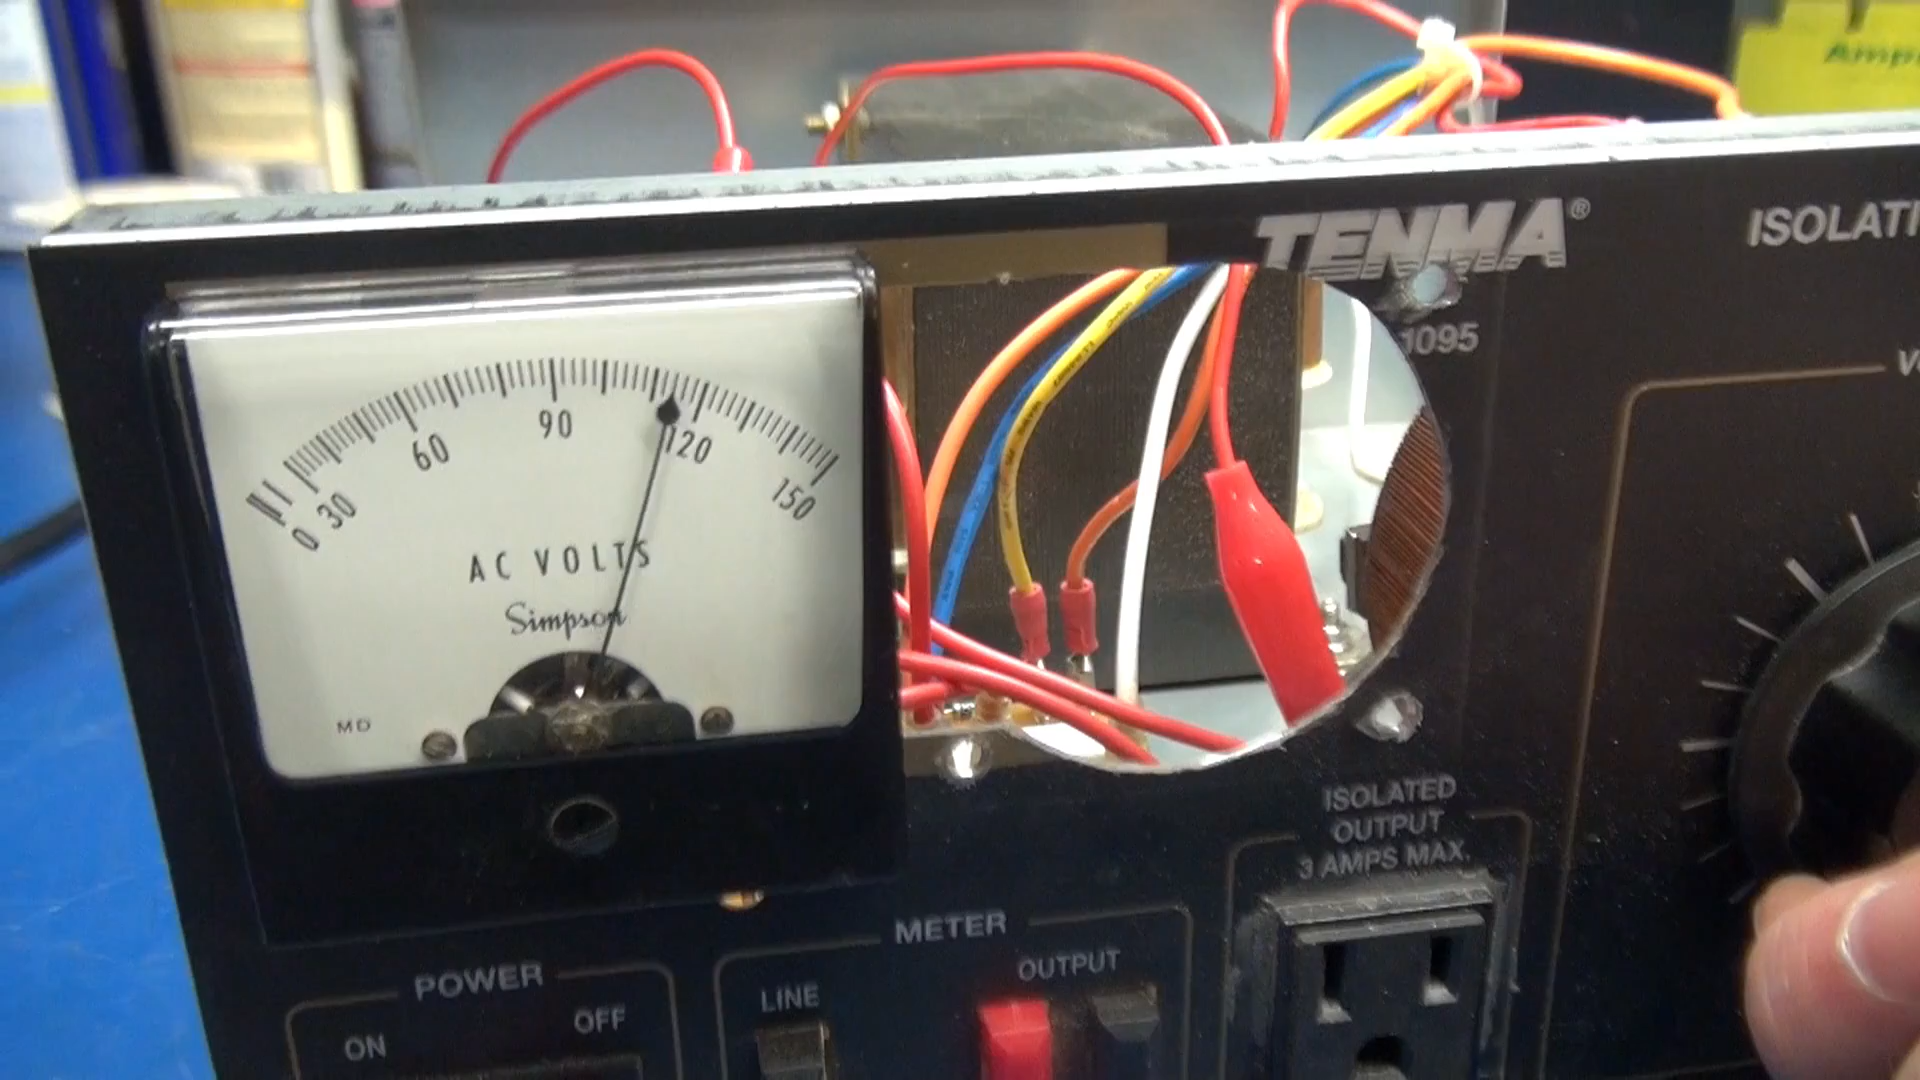 TENMA®
ISOLATI
1095
0 30 60 90 120 150
AC VOLTS
Simpson
MD
ISOLATED
OUTPUT
3 AMPS MAX.
METER
LINE
OUTPUT
POWER
ON
OFF